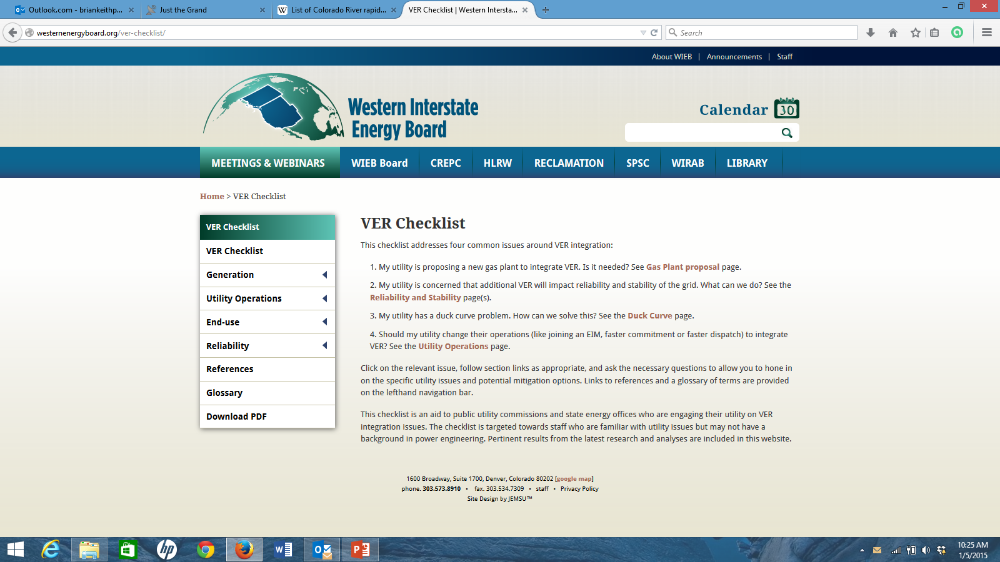 Outlook.com - briankeithp...
Just the Grand
List of Colorado River rapid...
VER Checklist | Western Intersta...
westernenergyboard.org/ver-checklist/
Search
About WIEB | Announcements | Staff
Western Interstate
Energy Board
Calendar 30
MEETINGS & WEBINARS WIEB Board CREPC HLRW RECLAMATION SPSC WIRAB LIBRARY
Home > VER Checklist
VER Checklist
VER Checklist
Generation
Utility Operations
End-use
Reliability
References
Glossary
Download PDF
VER Checklist
This checklist addresses four common issues around VER integration:
1. My utility is proposing a new gas plant to integrate VER. Is it needed? See Gas Plant proposal page.
2. My utility is concerned that additional VER will impact reliability and stability of the grid. What can we do? See the
Reliability and Stability page(s).
3. My utility has a duck curve problem. How can we solve this? See the Duck Curve page.
4. Should my utility change their operations (like joining an EIM, faster commitment or faster dispatch) to integrate
VER? See the Utility Operations page.
Click on the relevant issue, follow section links as appropriate, and ask the necessary questions to allow you to hone in
on the specific utility issues and potential mitigation options. Links to references and a glossary of terms are provided
on the lefthand navigation bar.
This checklist is an aid to public utility commissions and state energy offices who are engaging their utility on VER
integration issues. The checklist is targeted towards staff who are familiar with utility issues but may not have a
background in power engineering. Pertinent results from the latest research and analyses are included in this website.
1600 Broadway, Suite 1700, Denver, Colorado 80202 [google map]
phone. 303.573.8910 • fax. 303.534.7309 • staff • Privacy Policy
Site Design by JEMSU™
10:25 AM
1/5/2015